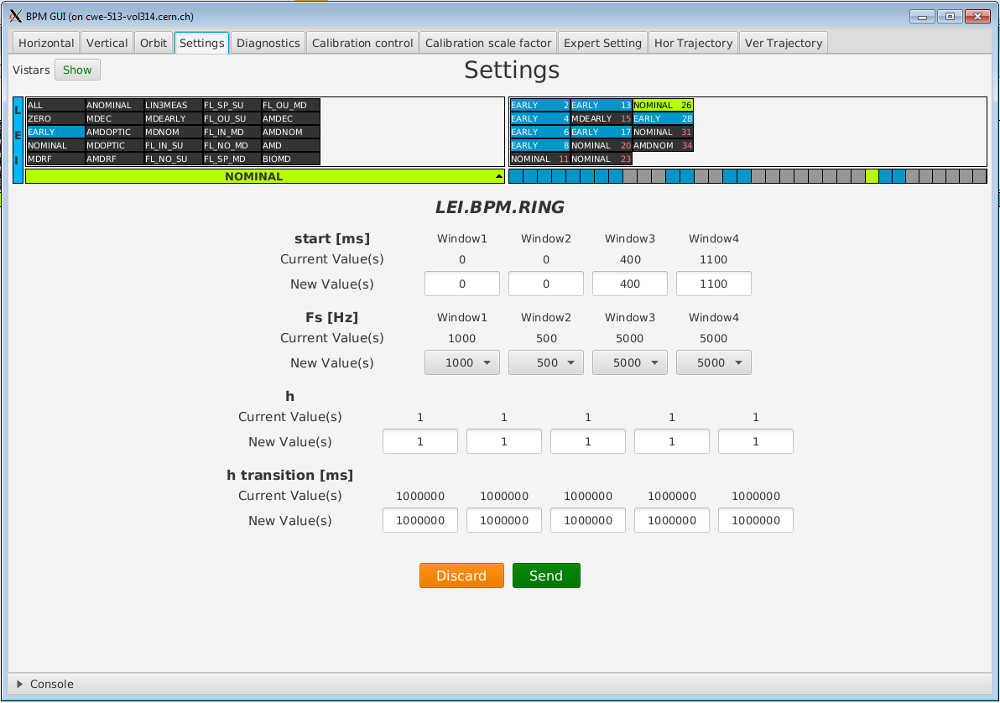 BPM GUI (on cwe-513-vol314.cern.ch)
Horizontal Vertical Orbit Settings Diagnostics Calibration control Calibration scale factor Expert Setting Hor Trajectory Ver Trajectory
Vistars Show Settings
L E I
ALL ANOMINAL LIN3MEAS FL_SP_SU FL_OU_MD
ZERO MDEC MDEARLY FL_OU_SU AMDEC
EARLY AMDOPTIC MDNOM FL_IN_MD AMDNOM
NOMINAL MDOPTIC FL_IN_SU FL_NO_MD AMD
MDRF AMDRF FL_NO_SU FL_SP_MD BIOMD
EARLY 2 EARLY 13 NOMINAL 26
EARLY 4 MDEARLY 15 EARLY 28
EARLY 6 EARLY 17 NOMINAL 31
EARLY 8 NOMINAL 20 AMDNOM 34
NOMINAL 11 NOMINAL 23
NOMINAL
LEI.BPM.RING
start [ms] Window1 Window2 Window3 Window4
Current Value(s) 0 0 400 1100
New Value(s) 0 0 400 1100
Fs [Hz] Window1 Window2 Window3 Window4
Current Value(s) 1000 500 5000 5000
New Value(s) 1000 500 5000 5000
h
Current Value(s) 1 1 1 1 1
New Value(s) 1 1 1 1 1
h transition [ms]
Current Value(s) 1000000 1000000 1000000 1000000 1000000
New Value(s) 1000000 1000000 1000000 1000000 1000000
Discard Send
Console